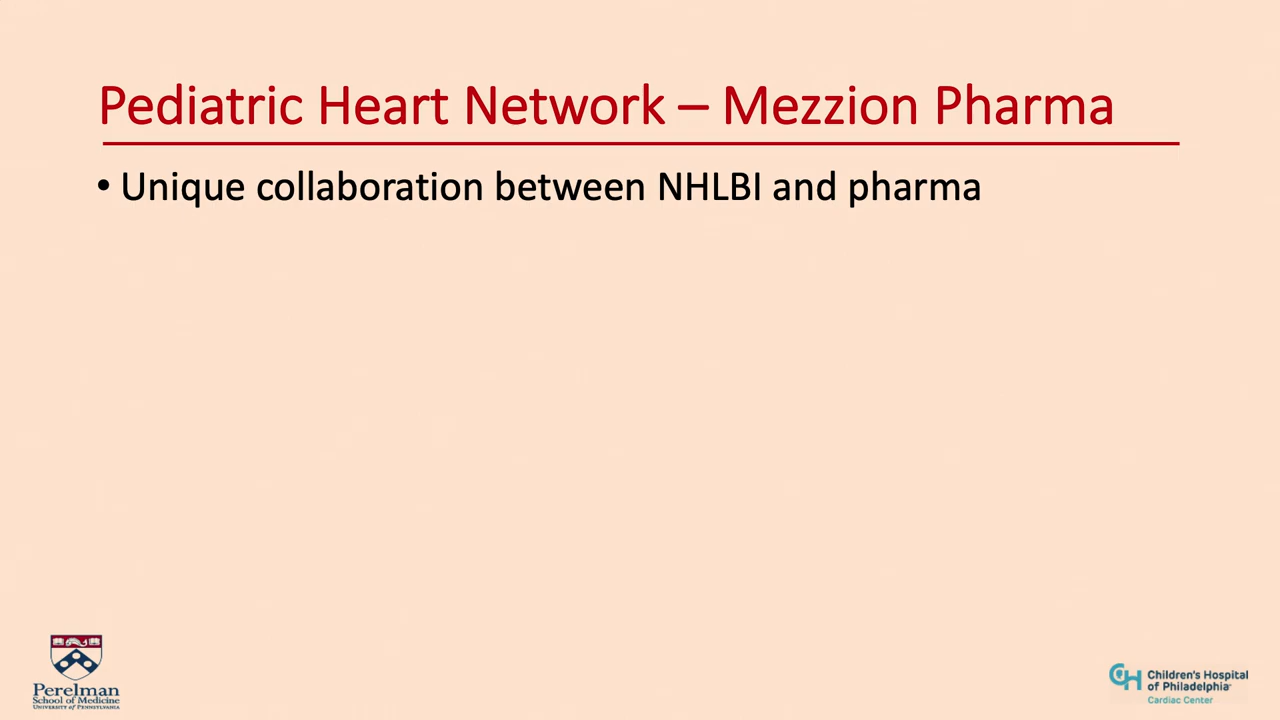 Pediatric Heart Network – Mezzion Pharma
• Unique collaboration between NHLBI and pharma
Perelman
School of Medicine
University of Pennsylvania
CH
Children's Hospital
of Philadelphia
Cardiac Center